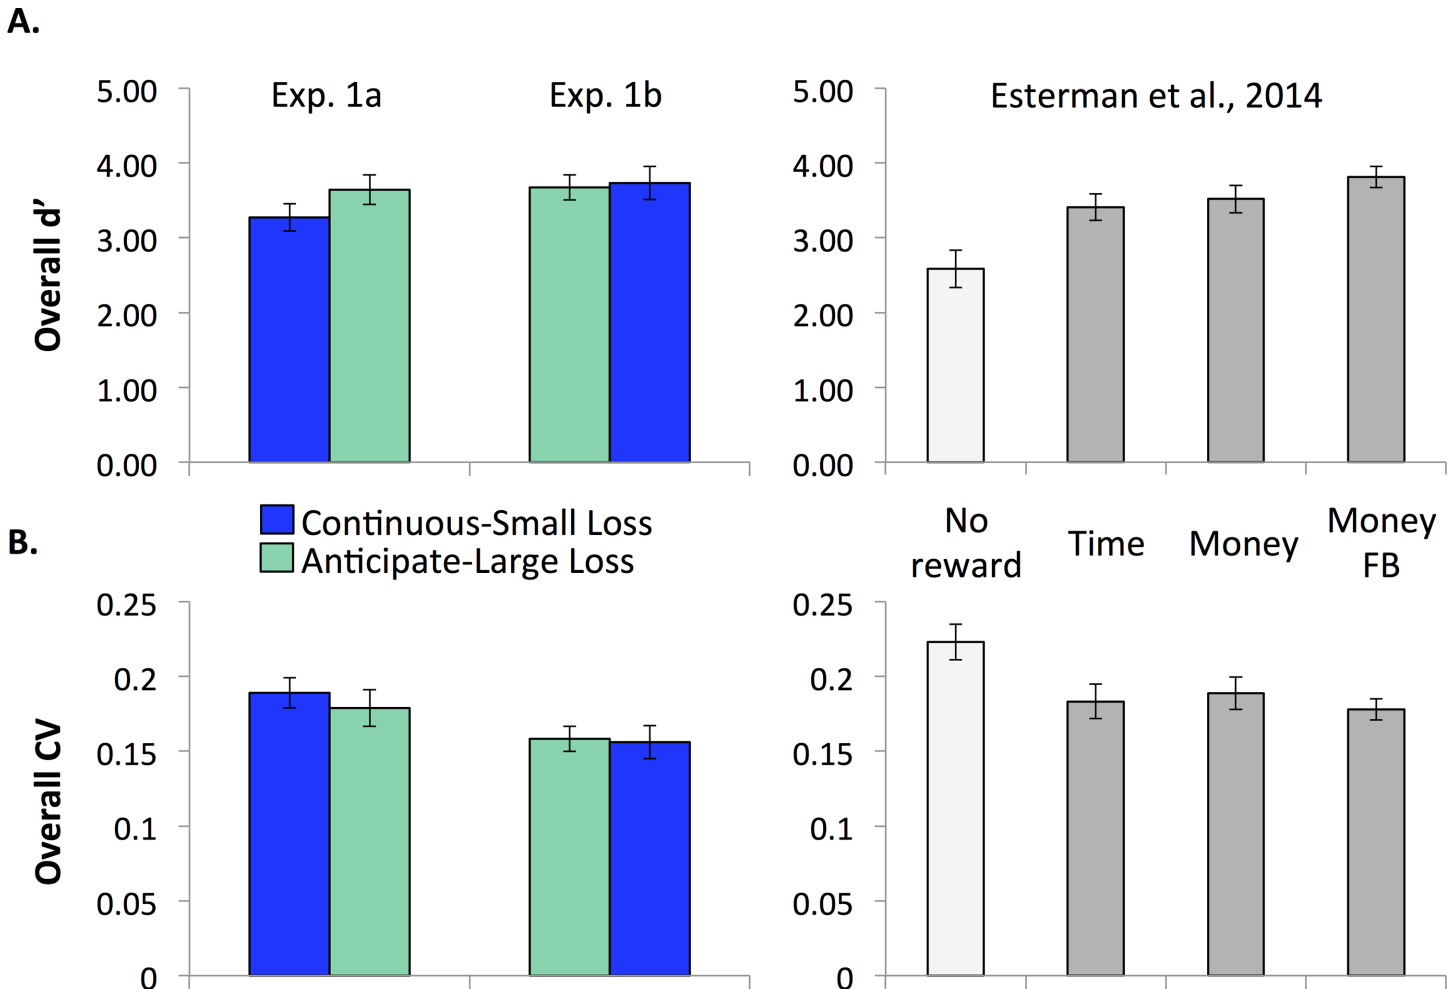 A.
Overall d’
5.00
4.00
3.00
2.00
1.00
0.00
Exp. 1a
Exp. 1b
5.00
4.00
3.00
2.00
1.00
0.00
Esterman et al., 2014
Continuous-Small Loss
Anticipate-Large Loss
No
reward
Time
Money
Money
FB
B.
Overall CV
0.25
0.2
0.15
0.1
0.05
0
0.25
0.2
0.15
0.1
0.05
0